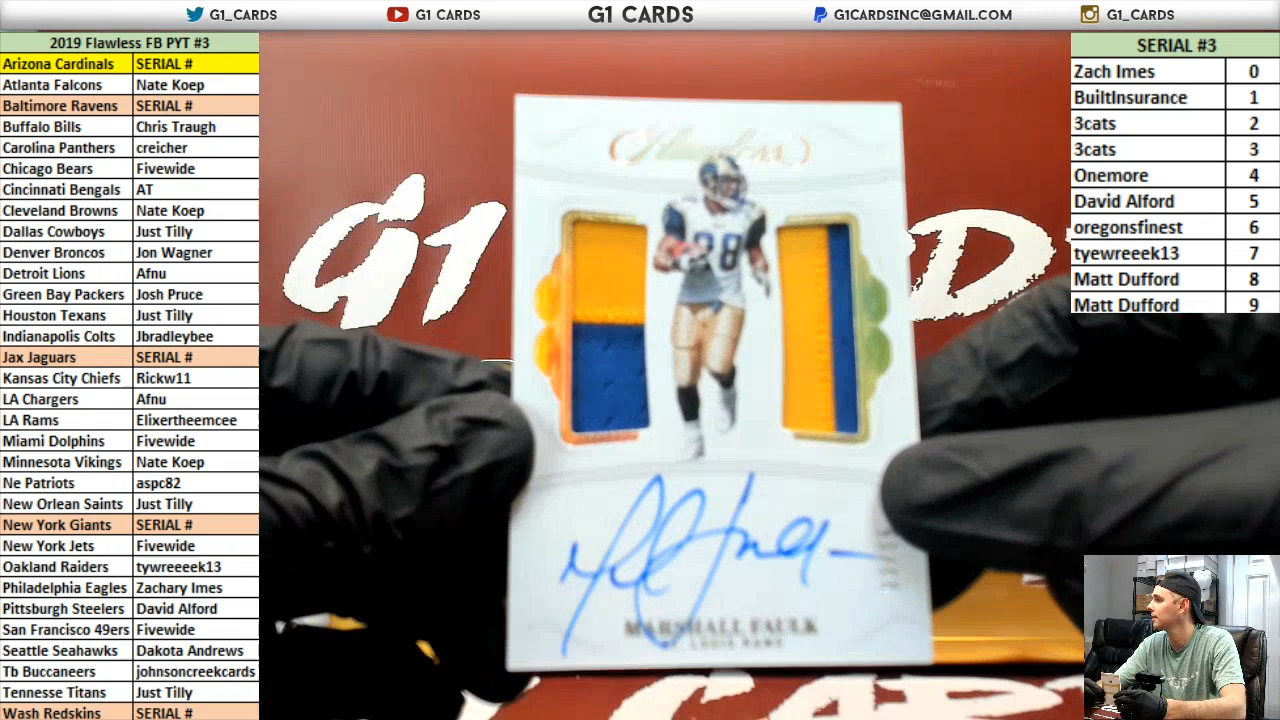 G1_CARDS
G1 CARDS
G1 CARDS
G1CARDSINC@GMAIL.COM
G1_CARDS
2019 Flawless FB PYT #3
Arizona Cardinals SERIAL #
Atlanta Falcons Nate Koep
Baltimore Ravens SERIAL #
Buffalo Bills Chris Traugh
Carolina Panthers creicher
Chicago Bears Fivewide
Cincinnati Bengals AT
Cleveland Browns Nate Koep
Dallas Cowboys Just Tilly
Denver Broncos Jon Wagner
Detroit Lions Afnu
Green Bay Packers Josh Pruce
Houston Texans Just Tilly
Indianapolis Colts Jbradleybee
Jax Jaguars SERIAL #
Kansas City Chiefs Rickw11
LA Chargers Afnu
LA Rams Elixertheemcee
Miami Dolphins Fivewide
Minnesota Vikings Nate Koep
Ne Patriots aspc82
New Orlean Saints Just Tilly
New York Giants SERIAL #
New York Jets Fivewide
Oakland Raiders tywreeeek13
Philadelphia Eagles Zachary Imes
Pittsburgh Steelers David Alford
San Francisco 49ers Fivewide
Seattle Seahawks Dakota Andrews
Tb Buccaneers johnsoncreekcards
Tennesse Titans Just Tilly
Wash Redskins SERIAL #
Flawless
28
MARSHALL FAULK
ST. LOUIS RAMS
G1
SERIAL #3
Zach Imes 0
BuiltInsurance 1
3cats 2
3cats 3
Onemore 4
David Alford 5
oregonsfinest 6
tyewreeek13 7
Matt Dufford 8
Matt Dufford 9